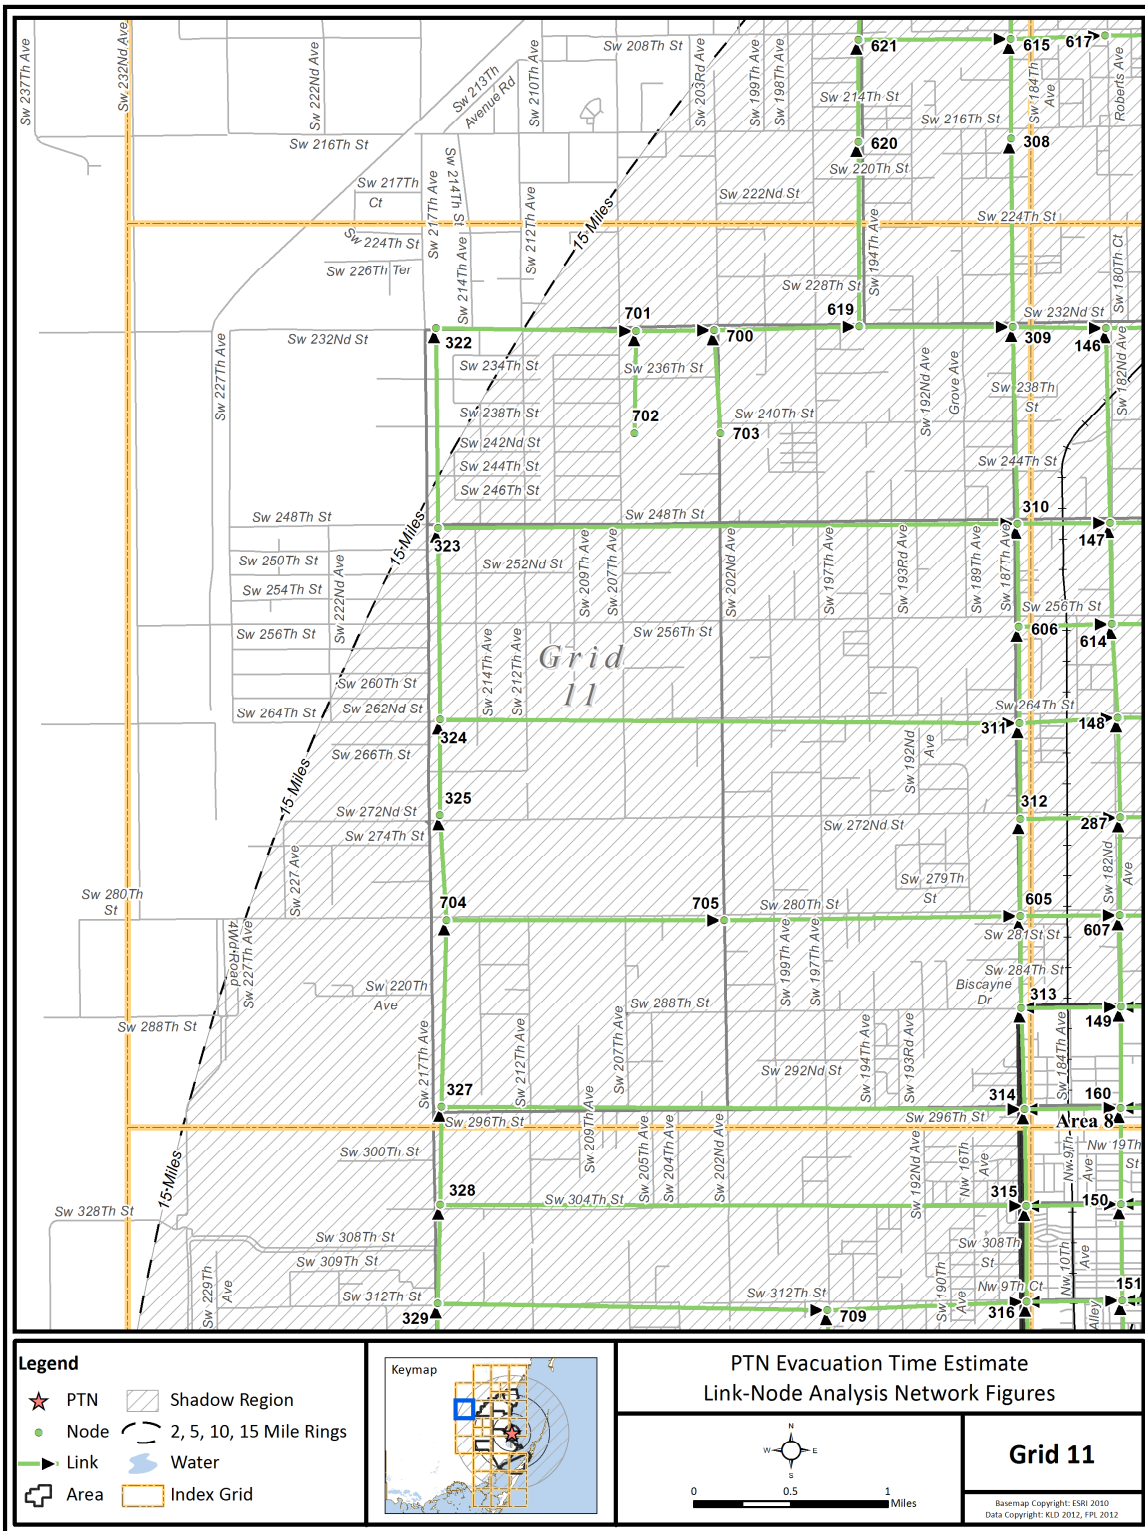 Sw 237Th Ave
Sw 232Nd Ave
Sw 222Nd Ave
Sw 213Th
Avenue Rd
Sw 210Th Ave
Sw 208Th St
Sw 203Rd Ave
Sw 199Th Ave
Sw 198Th Ave
621
615
617
Sw 184Th
Ave
Roberts Ave
Sw 214Th St
Sw 216Th St
Sw 216Th St
620
308
Sw 220Th St
Sw 217Th
Ct
Sw 217Th Ave
Sw 214Th St
Sw 212Th Ave
Sw 222Nd St
15 Miles
Sw 224Th St
Sw 224Th St
Sw 194Th Ave
Sw 180Th Ct
Sw 226Th Ter
Sw 214Th Ave
Sw 228Th St
701
619
Sw 232Nd St
Sw 232Nd St
322
700
309
146
Sw 227Th Ave
Sw 234Th St
Sw 236Th St
Sw 192Nd Ave
Grove Ave
Sw 238Th
St
Sw 182Nd Ave
Sw 238Th St
702
Sw 240Th St
703
Sw 242Nd St
Sw 244Th St
Sw 244Th St
Sw 246Th St
Sw 248Th St
Sw 248Th St
310
15 Miles
323
147
Sw 250Th St
Sw 222Nd Ave
Sw 252Nd St
Sw 209Th Ave
Sw 207Th Ave
Sw 202Nd Ave
Sw 197Th Ave
Sw 193Rd Ave
Sw 189Th Ave
Sw 187Th Ave
Sw 254Th St
Sw 256Th St
Sw 256Th St
Sw 256Th St
606
614
Grid
11
Sw 214Th Ave
Sw 212Th Ave
Sw 260Th St
Sw 262Nd St
Sw 264Th St
Sw 264Th St
324
311
148
Sw 266Th St
Sw 192Nd
Ave
15 Miles
325
312
Sw 272Nd St
Sw 272Nd St
287
Sw 274Th St
Sw 227 Ave
Sw 182Nd
Ave
Sw 279Th
St
Sw 280Th
St
704
705
Sw 280Th St
605
607
Sw 281St St
4Wd Road
Sw 227Th Ave
Sw 199Th Ave
Sw 197Th Ave
Sw 284Th St
Sw 220Th
Ave
Biscayne
Dr
313
Sw 288Th St
Sw 288Th St
149
Sw 217Th Ave
Sw 212Th Ave
Sw 207Th Ave
Sw 194Th Ave
Sw 193Rd Ave
Sw 184Th Ave
Sw 292Nd St
327
314
160
Sw 296Th St
Sw 296Th St
Area 8
Sw 209Th Ave
Sw 205Th Ave
Sw 204Th Ave
Sw 202Nd Ave
Sw 192Nd Ave
Nw 16Th
Ave
Nw 9Th
Ave
Nw 19Th
St
Sw 300Th St
15 Miles
328
Sw 304Th St
315
150
Sw 328Th St
Sw 308Th St
Sw 308Th
St
Sw 309Th St
Sw 229Th
Ave
Sw 312Th St
Sw 312Th St
Sw 190Th
Ave
Nw 9Th Ct
Nw 10Th
Ave
151
329
709
316
Alley
Legend
PTN
Shadow Region
Node
2, 5, 10, 15 Mile Rings
Link
Water
Area
Index Grid
Keymap
PTN Evacuation Time Estimate
Link-Node Analysis Network Figures
N
W
E
S
0
0.5
1
Miles
Grid 11
Basemap Copyright: ESRI 2010
Data Copyright: KLD 2012, FPL 2012